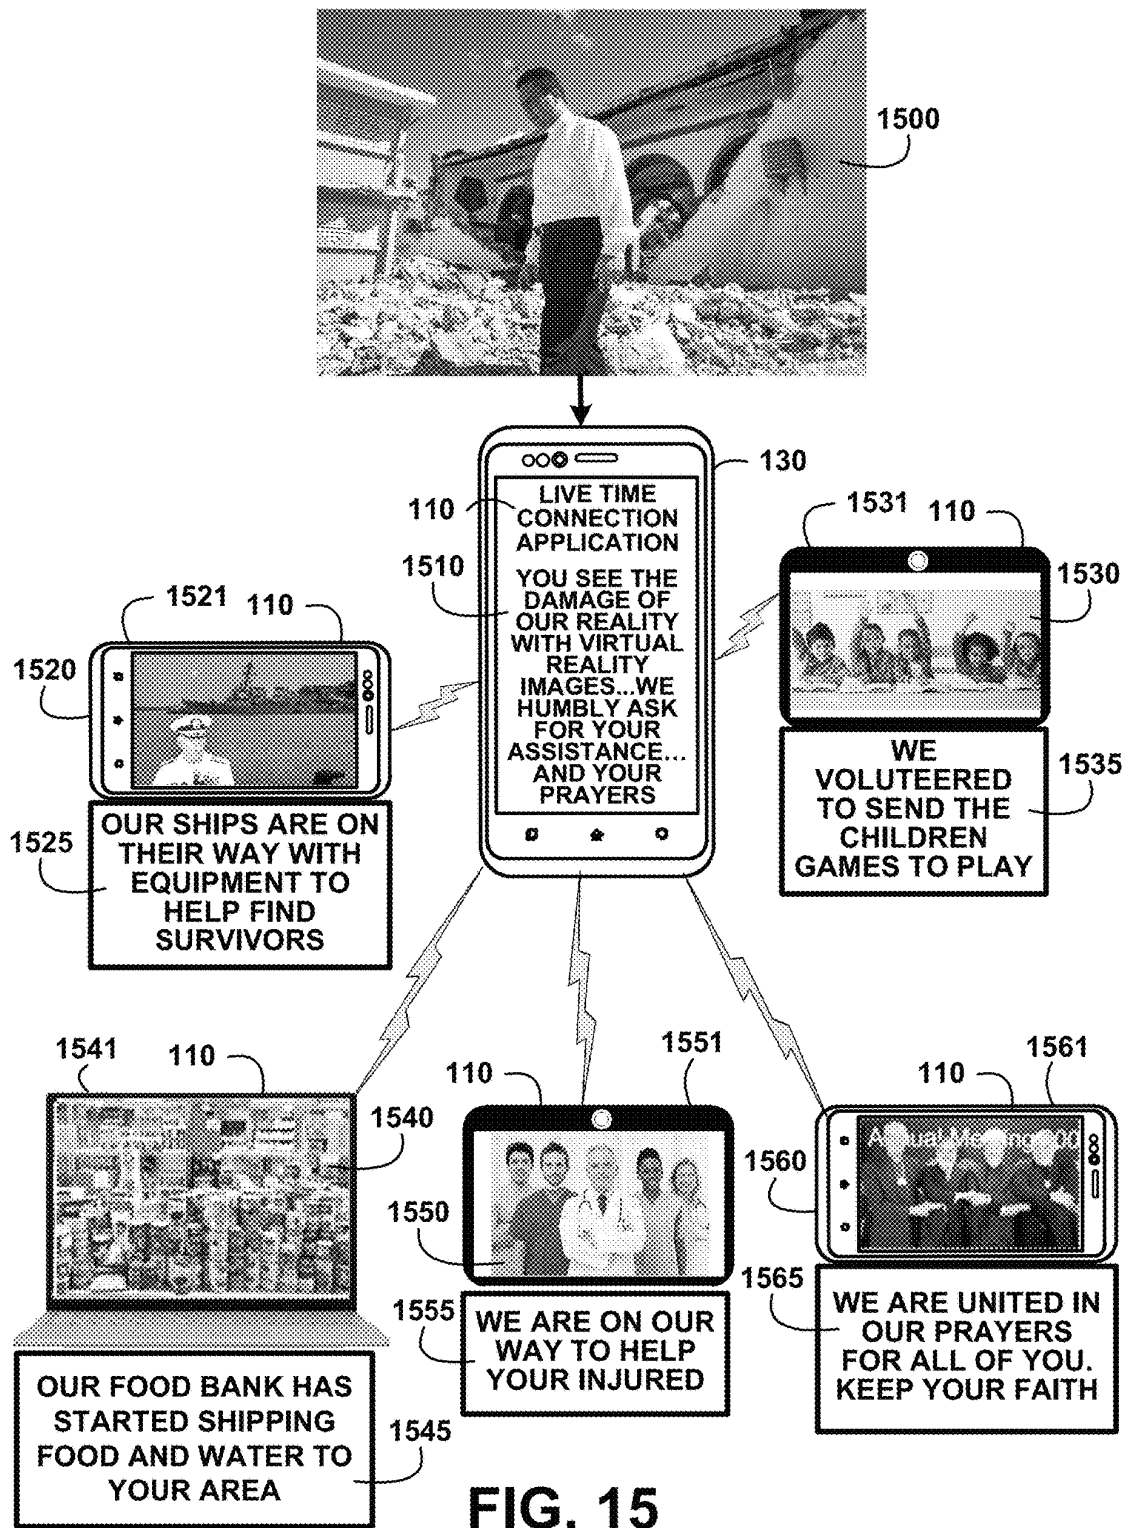 1500
130
LIVE TIME
110
CONNECTION
APPLICATION
1510
YOU SEE THE
DAMAGE OF
OUR REALITY
WITH VIRTUAL
REALITY
IMAGES...WE
HUMBLY ASK
FOR YOUR
ASSISTANCE...
AND YOUR
PRAYERS
1531
110
1530
WE
VOLUTEERED
TO SEND THE
CHILDREN
GAMES TO PLAY
1535
1521
110
1520
OUR SHIPS ARE ON
THEIR WAY WITH
EQUIPMENT TO
HELP FIND
SURVIVORS
1525
1541
110
1540
OUR FOOD BANK HAS
STARTED SHIPPING
FOOD AND WATER TO
YOUR AREA
1545
110
1551
1550
1555
WE ARE ON OUR
WAY TO HELP
YOUR INJURED
110
1561
1560
1565
WE ARE UNITED IN
OUR PRAYERS
FOR ALL OF YOU.
KEEP YOUR FAITH
FIG. 15